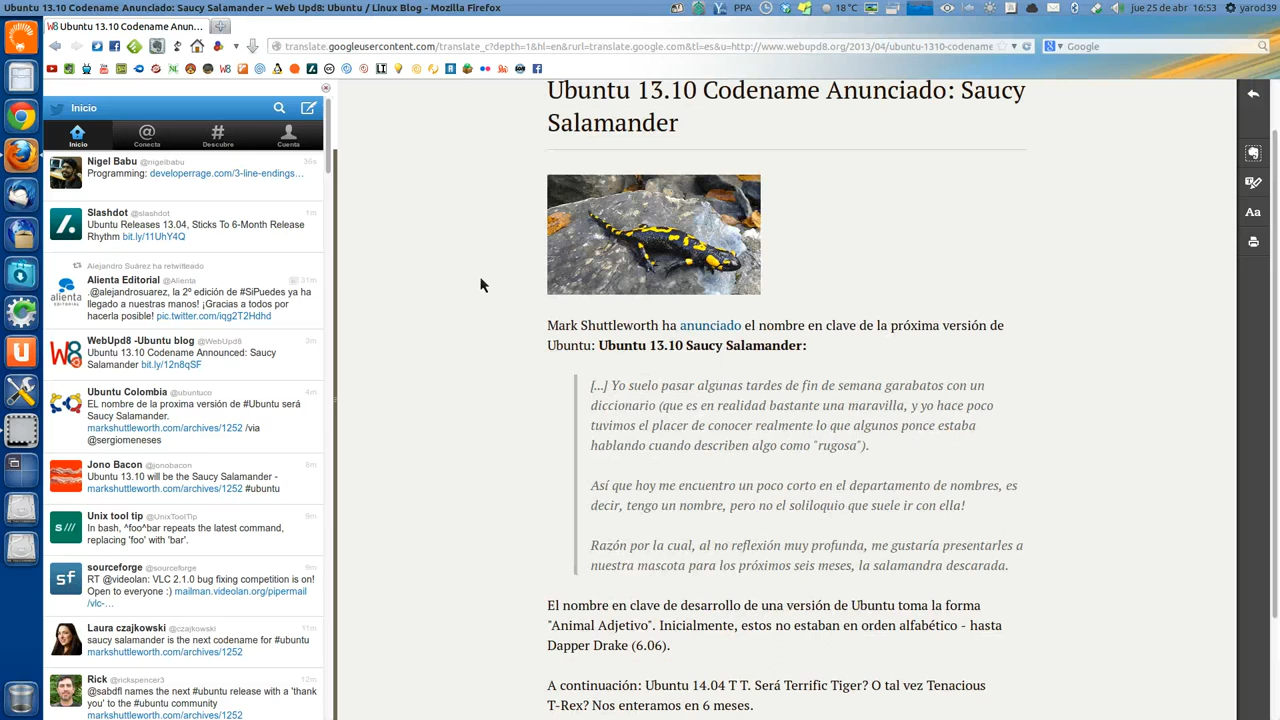 Ubuntu 13.10 Codename Anunciado: Saucy Salamander ~ Web Upd8: Ubuntu / Linux Blog - Mozilla Firefox
PPA
18°C
jue 25 de abr
16:53
yarod39
Ubuntu 13.10 Codename Anun...
translate.googleusercontent.com/translate_c?depth=1&hl=en&rurl=translate.google.com&tl=es&u=http://www.webupd8.org/2013/04/ubuntu-1310-codename
Google
Inicio
Inicio
Conecta
Descubre
Cuenta
Nigel Babu @nigelbabu 36s
Programming: developerrage.com/3-line-endings...
Slashdot @slashdot 1m
Ubuntu Releases 13.04, Sticks To 6-Month Release
Rhythm bit.ly/11UhY4Q
Alejandro Suárez ha retwitteado
Alienta Editorial @Alienta 31m
.@alejandrosuarez, la 2º edición de #SiPuedes ya ha
llegado a nuestras manos! ¡Gracias a todos por
hacerla posible! pic.twitter.com/iqg2T2Hdhd
WebUpd8 -Ubuntu blog @WebUpd8 3m
Ubuntu 13.10 Codename Announced: Saucy
Salamander bit.ly/12n8qSF
Ubuntu Colombia @ubuntuco 4m
EL nombre de la proxima versión de #Ubuntu será
Saucy Salamander.
markshuttleworth.com/archives/1252 /via
@sergiomeneses
Jono Bacon @jonobacon 8m
Ubuntu 13.10 will be the Saucy Salamander -
markshuttleworth.com/archives/1252 #ubuntu
Unix tool tip @UnixToolTip 9m
In bash, ^foo^bar repeats the latest command,
replacing 'foo' with 'bar'.
sourceforge @sourceforge 9m
RT @videolan: VLC 2.1.0 bug fixing competition is on!
Open to everyone :) mailman.videolan.org/pipermail
/vlc-...
Laura czajkowski @czajkowski 11m
saucy salamander is the next codename for #ubuntu
markshuttleworth.com/archives/1252
Rick @rickspencer3 12m
@sabdfl names the next #ubuntu release with a 'thank
you' to the #ubuntu community
markshuttleworth.com/archives/1252
Ubuntu 13.10 Codename Anunciado: Saucy
Salamander
Mark Shuttleworth ha anunciado el nombre en clave de la próxima versión de
Ubuntu: Ubuntu 13.10 Saucy Salamander:
[...] Yo suelo pasar algunas tardes de fin de semana garabatos con un
diccionario (que es en realidad bastante una maravilla, y yo hace poco
tuvimos el placer de conocer realmente lo que algunos ponce estaba
hablando cuando describen algo como "rugosa").
Así que hoy me encuentro un poco corto en el departamento de nombres, es
decir, tengo un nombre, pero no el soliloquio que suele ir con ella!
Razón por la cual, al no reflexión muy profunda, me gustaría presentarles a
nuestra mascota para los próximos seis meses, la salamandra descarada.
El nombre en clave de desarrollo de una versión de Ubuntu toma la forma
"Animal Adjetivo". Inicialmente, estos no estaban en orden alfabético - hasta
Dapper Drake (6.06).
A continuación: Ubuntu 14.04 T T. Será Terrific Tiger? O tal vez Tenacious
T-Rex? Nos enteramos en 6 meses.
Aa